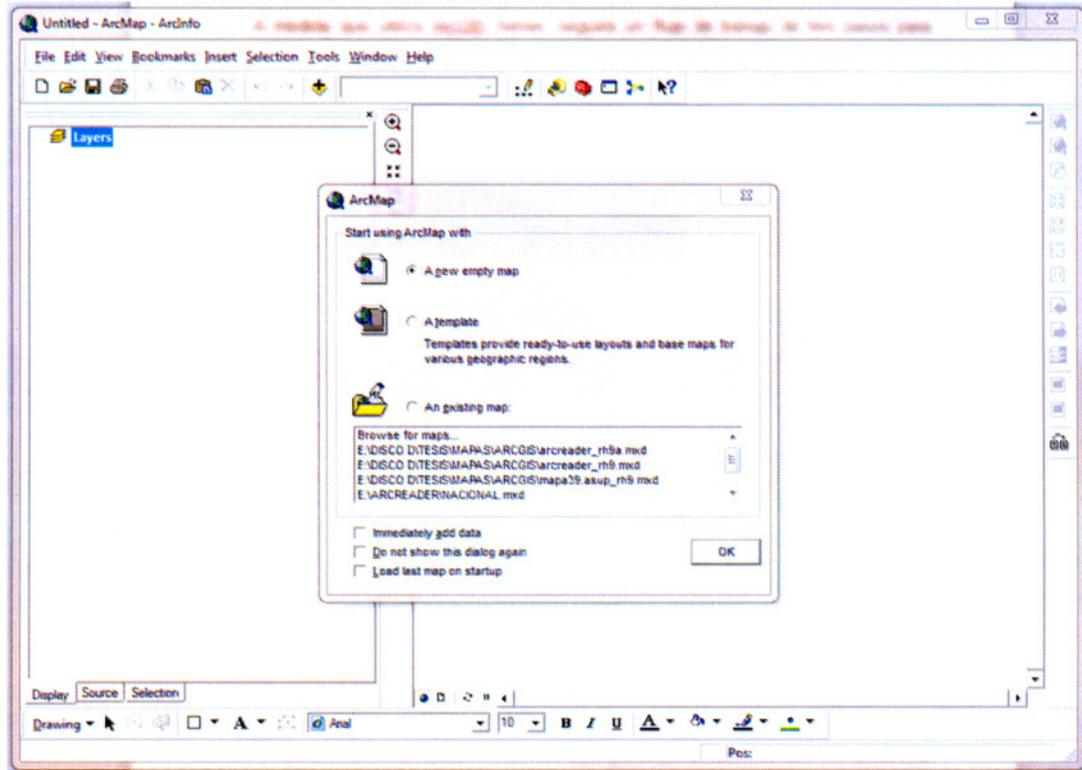 Untitled - ArcMap - ArcInfo
File Edit View Bookmarks Insert Selection Tools Window Help
Layers
ArcMap
Start using ArcMap with
A new empty map
A template
Templates provide ready-to-use layouts and base maps for
various geographic regions.
An existing map:
Browse for maps...
E:\DISCO D\TESIS\MAPAS\ARCGIS\arcreader_rh9a.mxd
E:\DISCO D\TESIS\MAPAS\ARCGIS\arcreader_rh9.mxd
E:\DISCO D\TESIS\MAPAS\ARCGIS\mapa39.asup_rh9.mxd
E:\ARCREADER\NACIONAL.mxd
Immediately add data
Do not show this dialog again
Load last map on startup
OK
Display Source Selection
Drawing A Arial 10 B I U A
Pos: